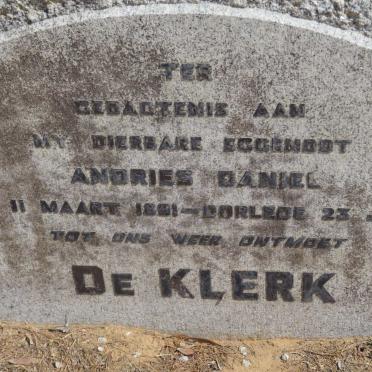 TER
GEDAGTENIS AAN
MY DIERBARE EGGENOOT
ANDRIES DANIEL
11 MAART 1881 — OORLEDE 23
TOT ONS WEER ONTMOET
DE KLERK